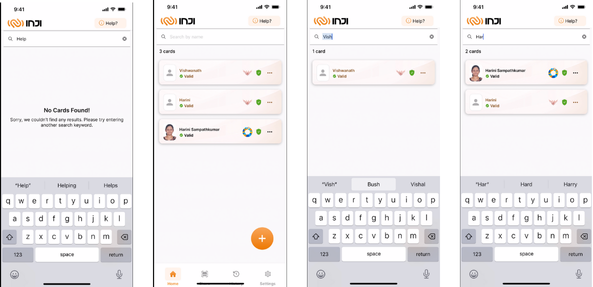 9:41
INJI
Help?
Help
No Cards Found!
Sorry, we couldn't find any results. Please try entering
another search keyword.
"Help" Helping Helps
q w e r t y u i o p
a s d f g h j k l
z x c v b n m
123 space return
9:41
INJI
Help?
Search by name
3 cards
Vishwanath
Valid
Harini
Valid
Harini Sampathkumar
Valid
Home
Settings
9:41
INJI
Help?
Vish
1 card
Vishwanath
Valid
"Vish" Bush Vishal
q w e r t y u i o p
a s d f g h j k l
z x c v b n m
123 space return
9:41
INJI
Help?
Har
2 cards
Harini Sampathkumar
Valid
Harini
Valid
"Har" Hard Harry
q w e r t y u i o p
a s d f g h j k l
z x c v b n m
123 space return